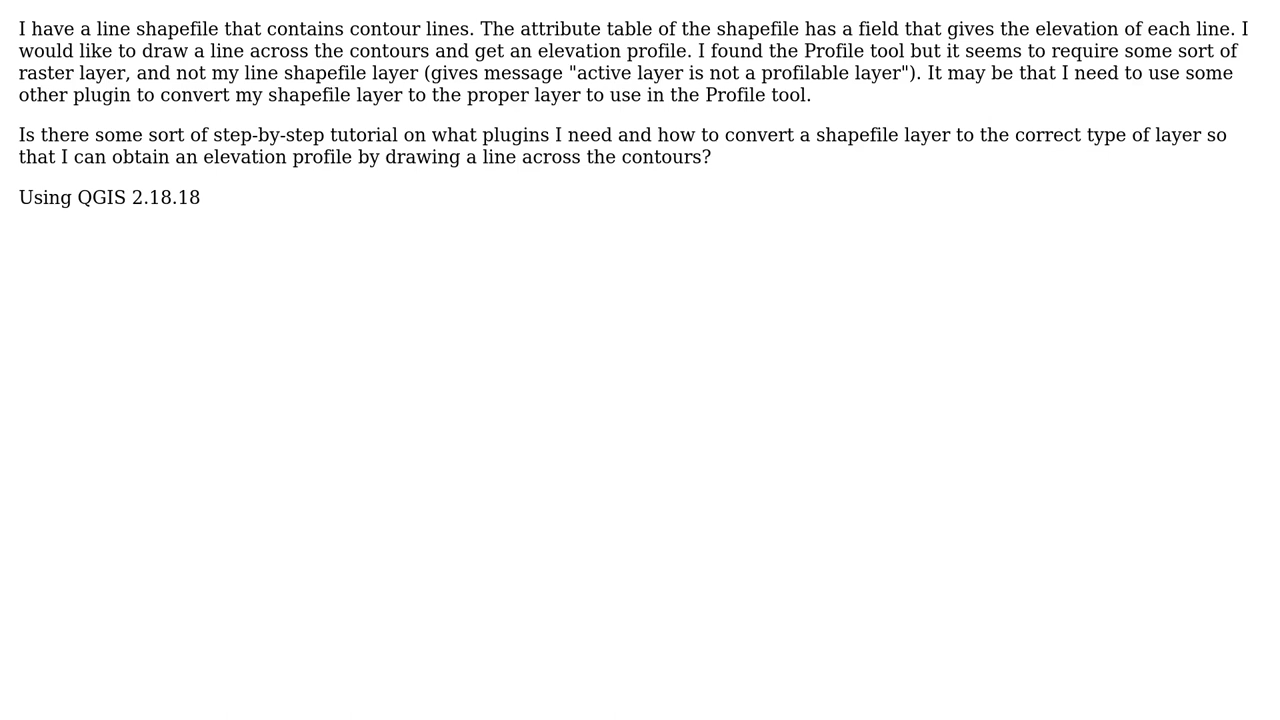 I have a line shapefile that contains contour lines. The attribute table of the shapefile has a field that gives the elevation of each line. I
would like to draw a line across the contours and get an elevation profile. I found the Profile tool but it seems to require some sort of
raster layer, and not my line shapefile layer (gives message "active layer is not a profilable layer"). It may be that I need to use some
other plugin to convert my shapefile layer to the proper layer to use in the Profile tool.
Is there some sort of step-by-step tutorial on what plugins I need and how to convert a shapefile layer to the correct type of layer so
that I can obtain an elevation profile by drawing a line across the contours?
Using QGIS 2.18.18